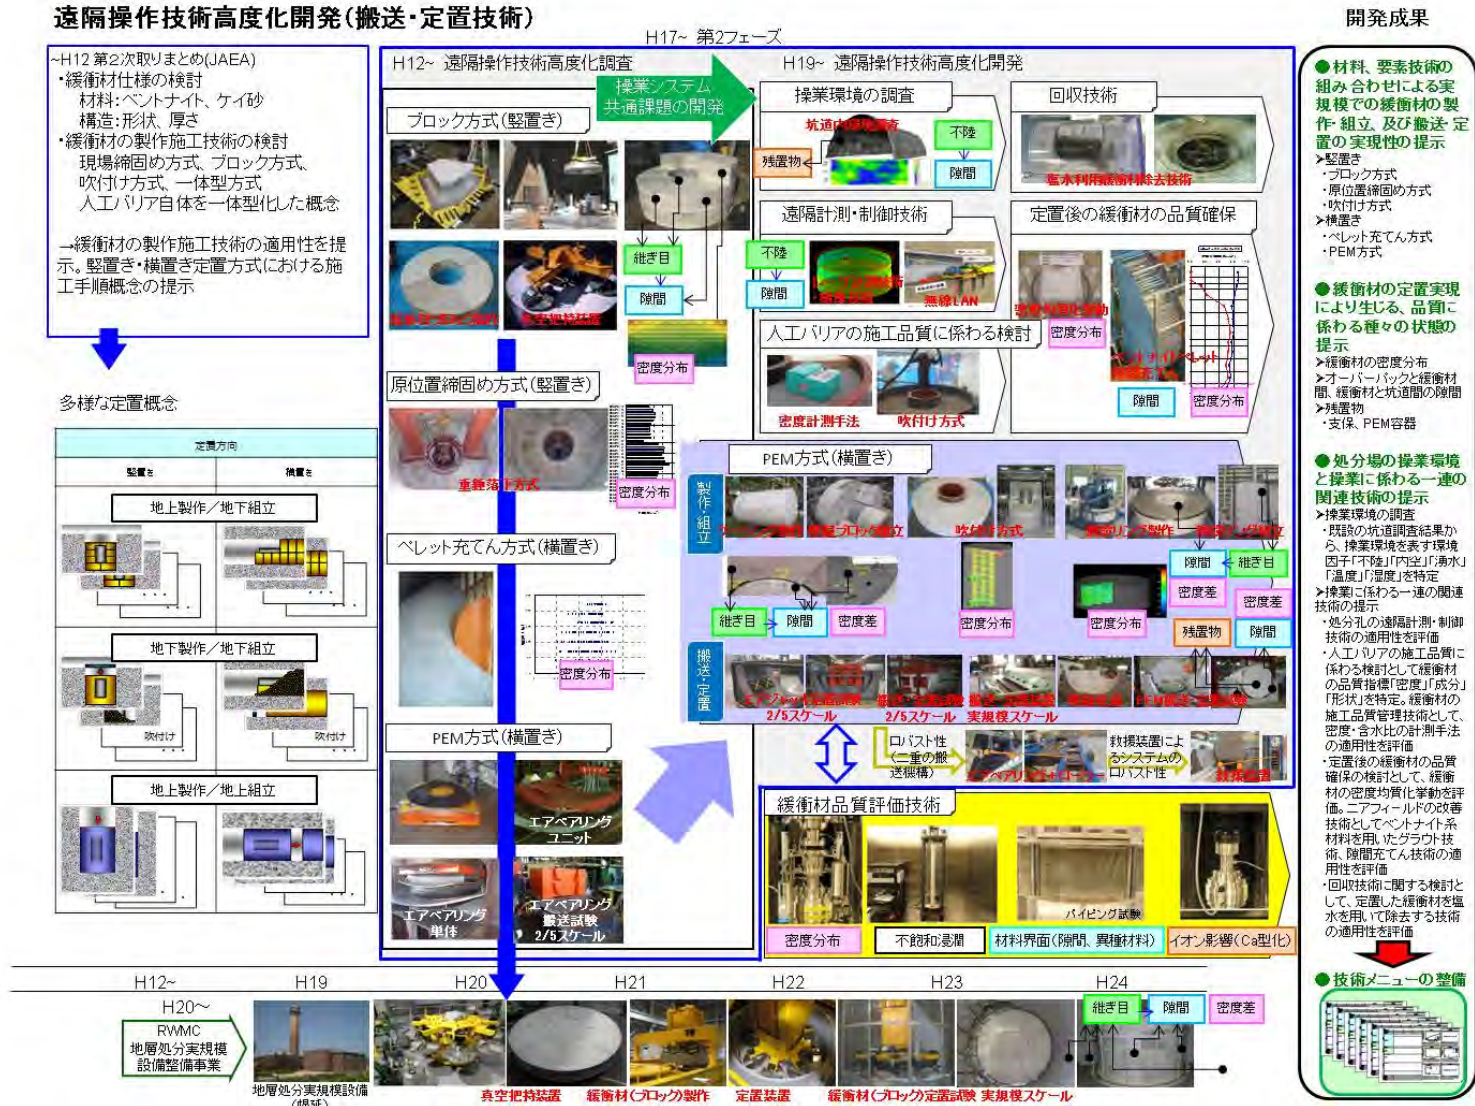 遠隔操作技術高度化開発(搬送・定置技術)
H17~ 第2フェーズ
開発成果
~H12 第2次取りまとめ(JAEA)
・緩衝材仕様の検討
材料:ベントナイト、ケイ砂
構造:形状、厚さ
・緩衝材の製作施工技術の検討
現場締固め方式、ブロック方式、
吹付け方式、一体型方式
人工バリア自体を一体型化した概念
→緩衝材の製作施工技術の適用性を提
示。竪置き・横置き定置方式における施
工手順概念の提示
多様な定置概念
定置方向
竪置き
横置き
地上製作/地下組立
地下製作/地下組立
吹付け
吹付け
地上製作/地上組立
H12~ 遠隔操作技術高度化調査
操業システム
共通課題の開発
ブロック方式(竪置き)
真空把持装置
継ぎ目
隙間
密度分布
原位置締固め方式(竪置き)
重錘落下方式
密度分布
ペレット充てん方式(横置き)
密度分布
PEM方式(横置き)
エアベアリング
ユニット
エアベアリング
単体
エアベアリング
搬送試験
2/5スケール
H19~ 遠隔操作技術高度化開発
操業環境の調査
坑道内環境調査
残置物
不陸
隙間
回収技術
塩水利用緩衝材除去技術
遠隔計測・制御技術
不陸
隙間
無線LAN
定置後の緩衝材の品質確保
密度均質化挙動
密度分布
ベントナイトペレット
隙間
密度分布
人工バリアの施工品質に係わる検討
密度計測手法
吹付け方式
PEM方式(横置き)
製作・組立
吹付け方式
隙間
継ぎ目
密度差
密度差
継ぎ目
隙間
密度差
密度分布
密度分布
残置物
隙間
搬送・定置
2/5スケール
2/5スケール
実規模スケール
ロバスト性
(二重の搬
送機構)
救援装置によ
るシステムの
ロバスト性
救援装置
緩衝材品質評価技術
パイピング試験
密度分布
不飽和浸潤
材料界面(隙間、異種材料)
イオン影響(Ca型化)
●材料、要素技術の
組み合わせによる実
規模での緩衝材の製
作・組立、及び搬送・定
置の実現性の提示
➢竪置き
・ブロック方式
・原位置締固め方式
・吹付け方式
➢横置き
・ペレット充てん方式
・PEM方式
●緩衝材の定置実現
により生じる、品質に
係わる種々の状態の
提示
➢緩衝材の密度分布
➢オーバーパックと緩衝材
間、緩衝材と坑道間の隙間
➢残置物
・支保、PEM容器
●処分場の操業環境
と操業に係わる一連の
関連技術の提示
➢操業環境の調査
・既設の坑道調査結果か
ら、操業環境を表す環境
因子「不陸」「内空」「湧水」
「温度」「湿度」を特定
➢操業に係わる一連の関連
技術の提示
・処分孔の遠隔計測・制御
技術の適用性を評価
・人工バリアの施工品質に
係わる検討として緩衝材
の品質指標「密度」「成分」
「形状」を特定。緩衝材の
施工品質管理技術として、
密度・含水比の計測手法
の適用性を評価
・定置後の緩衝材の品質
確保の検討として、緩衝
材の密度均質化挙動を評
価。ニアフィールドの改善
技術としてベントナイト系
材料を用いたグラウト技
術、隙間充てん技術の適
用性を評価
・回収技術に関する検討と
して、定置した緩衝材を塩
水を用いて除去する技術
の適用性を評価
●技術メニューの整備
H12~
H19
H20
H21
H22
H23
H24
H20~
RWMC
地層処分実規模
設備整備事業
地層処分実規模設備
(幌延)
真空把持装置
緩衝材(ブロック)製作
定置装置
緩衝材(ブロック)定置試験 実規模スケール
継ぎ目
隙間
密度差